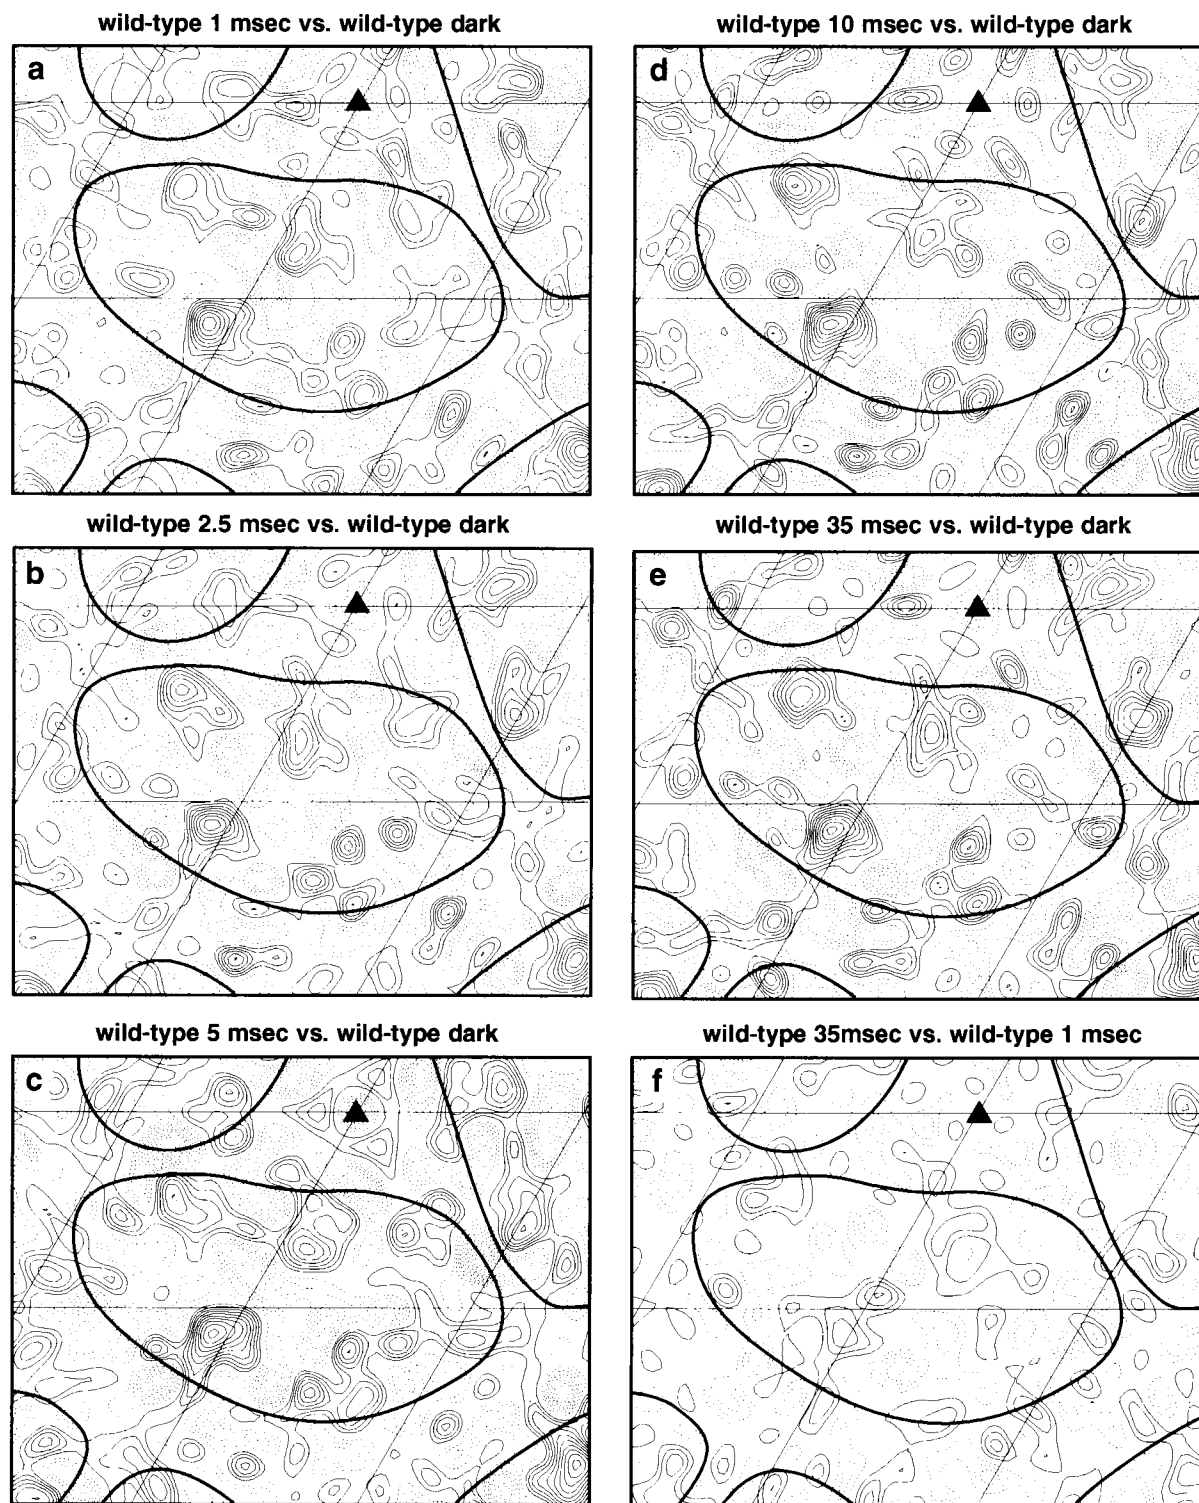 wild-type 1 msec vs. wild-type dark
a
wild-type 10 msec vs. wild-type dark
d
wild-type 2.5 msec vs. wild-type dark
b
wild-type 35 msec vs. wild-type dark
e
wild-type 5 msec vs. wild-type dark
c
wild-type 35msec vs. wild-type 1 msec
f